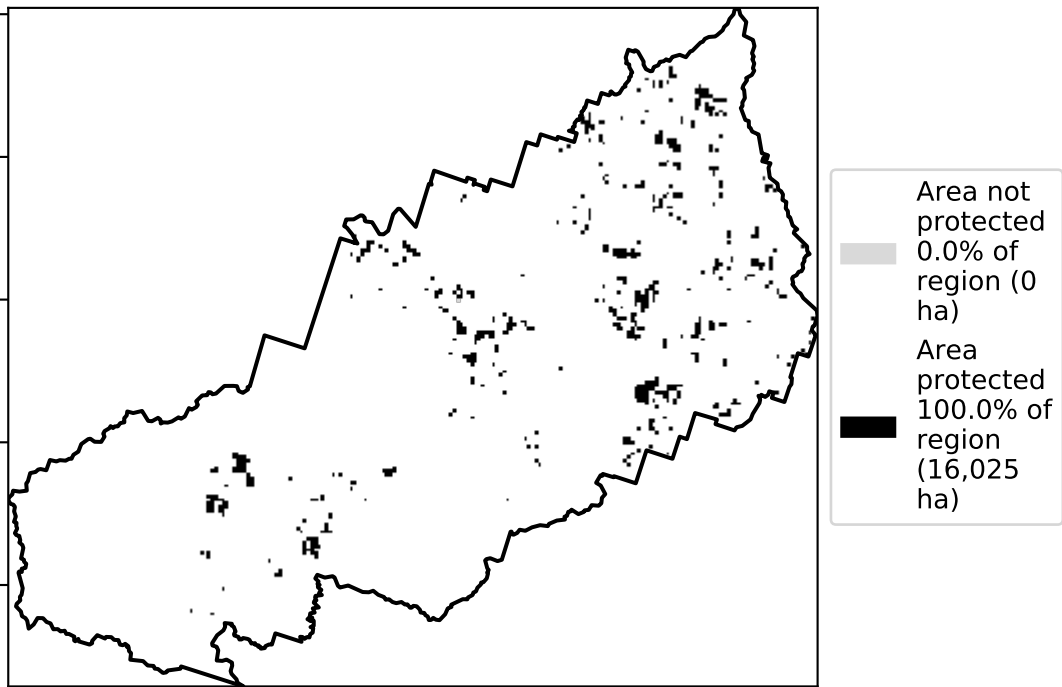 Area not
protected
0.0% of
region (0
ha)
Area
protected
100.0% of
region
(16,025
ha)